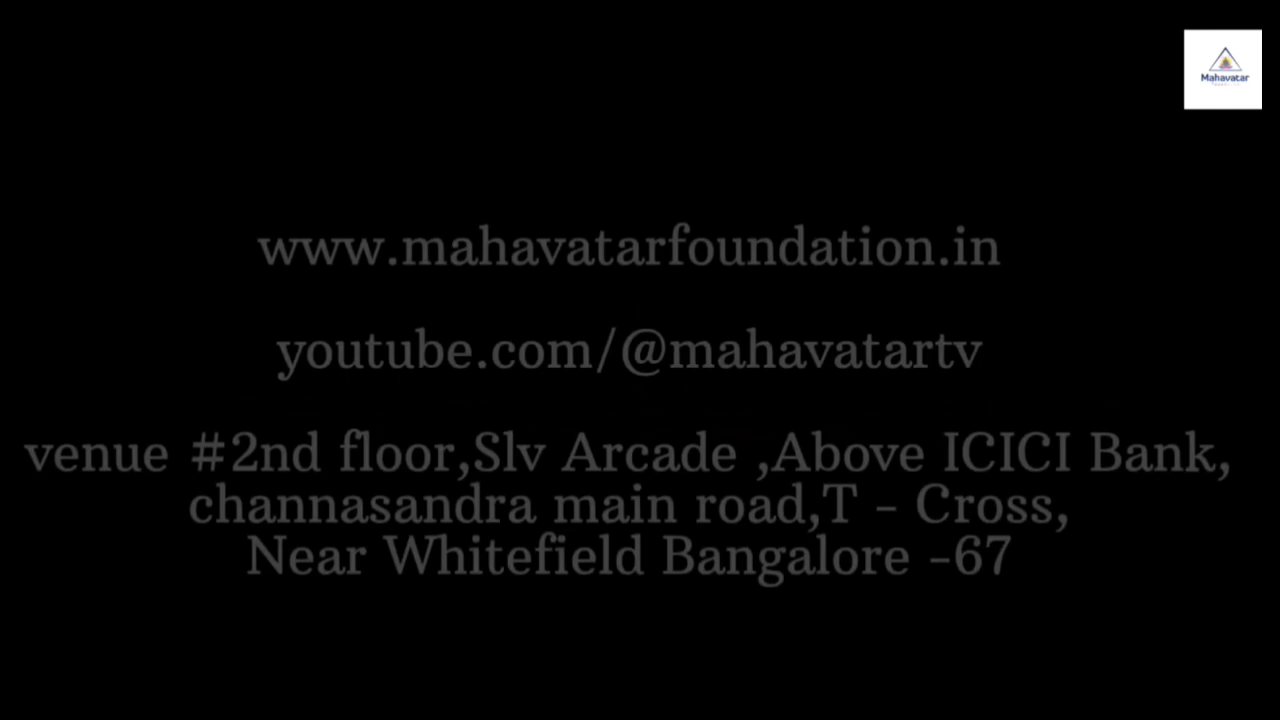 Mahavatar
www.mahavatarfoundation.in
youtube.com/@mahavatartv
venue #2nd floor,Slv Arcade ,Above ICICI Bank,
channasandra main road,T - Cross,
Near Whitefield Bangalore -67